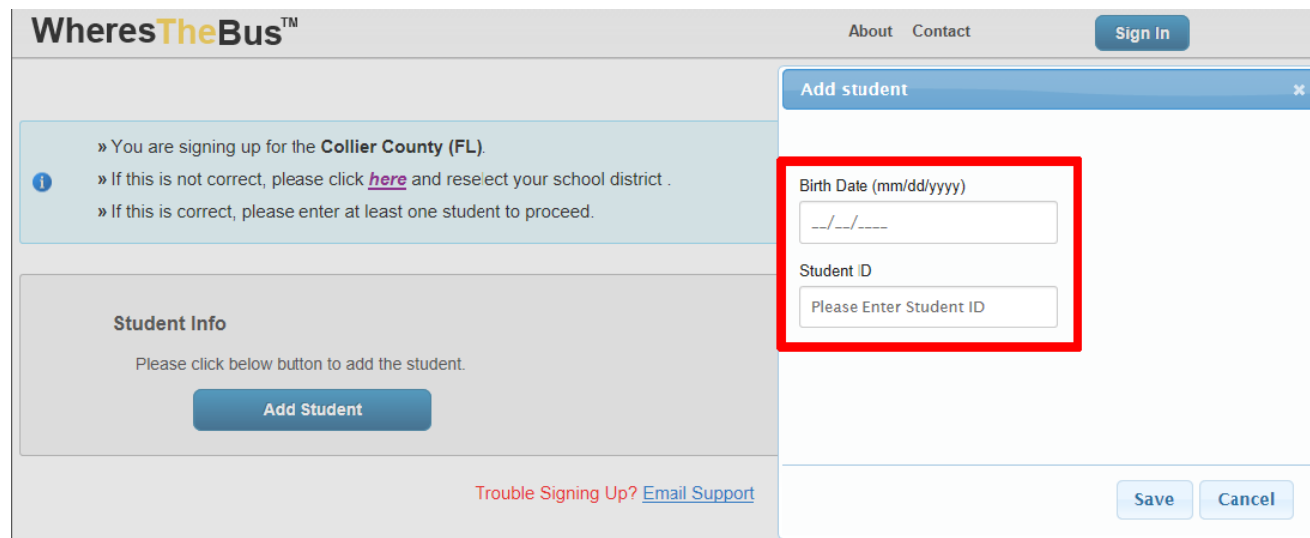 WheresTheBus™
About Contact
Sign In
» You are signing up for the Collier County (FL).
» If this is not correct, please click here and reselect your school district .
» If this is correct, please enter at least one student to proceed.
Student Info
Please click below button to add the student.
Add Student
Trouble Signing Up? Email Support
Add student
Birth Date (mm/dd/yyyy)
__/__/____
Student ID
Please Enter Student ID
Save Cancel